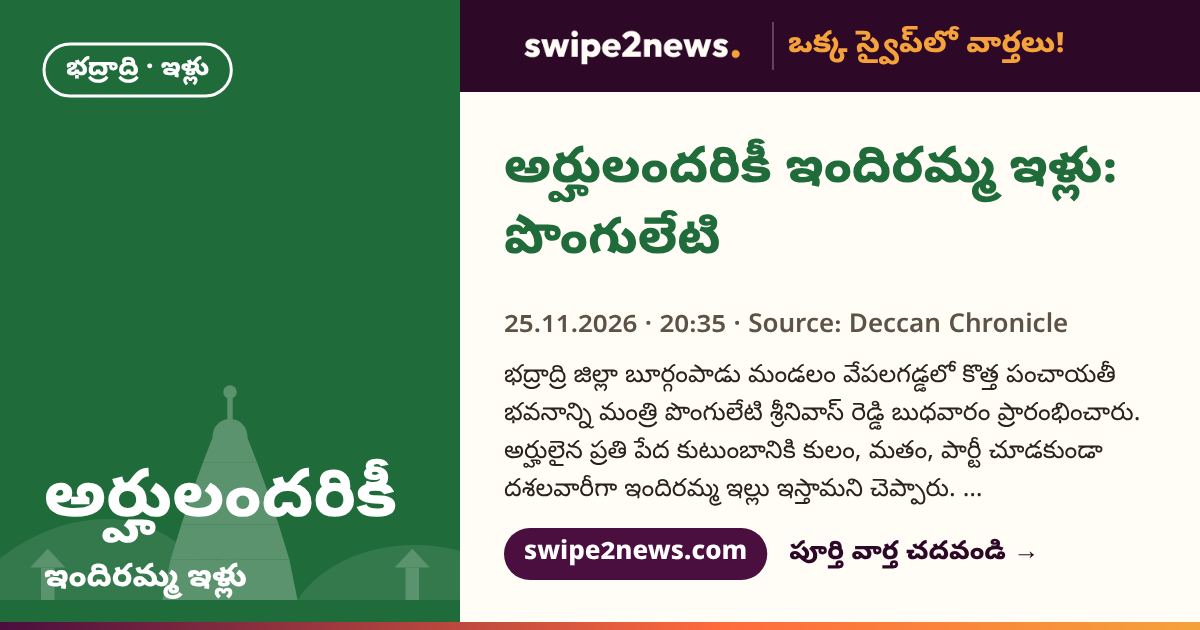 భద్రాద్రి · ఇళ్లు
అర్హులందరికీ
ఇందిరమ్మ ఇళ్లు
swipe2news.
ఒక్క స్వైప్‌లో వార్తలు!
అర్హులందరికీ ఇందిరమ్మ ఇళ్లు:
పొంగులేటి
25.11.2026 · 20:35 · Source: Deccan Chronicle
భద్రాద్రి జిల్లా బూర్గంపాడు మండలం వేపలగడ్డలో కొత్త పంచాయతీ
భవనాన్ని మంత్రి పొంగులేటి శ్రీనివాస్ రెడ్డి బుధవారం ప్రారంభించారు.
అర్హులైన ప్రతి పేద కుటుంబానికి కులం, మతం, పార్టీ చూడకుండా
దశలవారీగా ఇందిరమ్మ ఇల్లు ఇస్తామని చెప్పారు. ...
swipe2news.com
పూర్తి వార్త చదవండి →